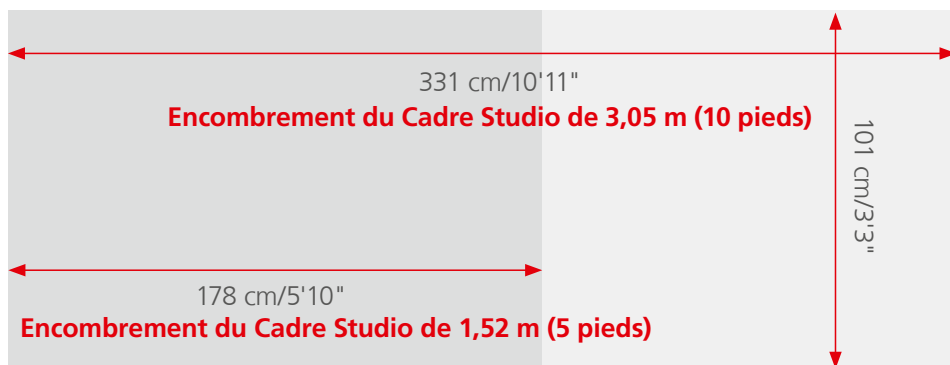 331 cm/10'11"
Encombrement du Cadre Studio de 3,05 m (10 pieds)
101 cm/3'3"
178 cm/5'10"
Encombrement du Cadre Studio de 1,52 m (5 pieds)